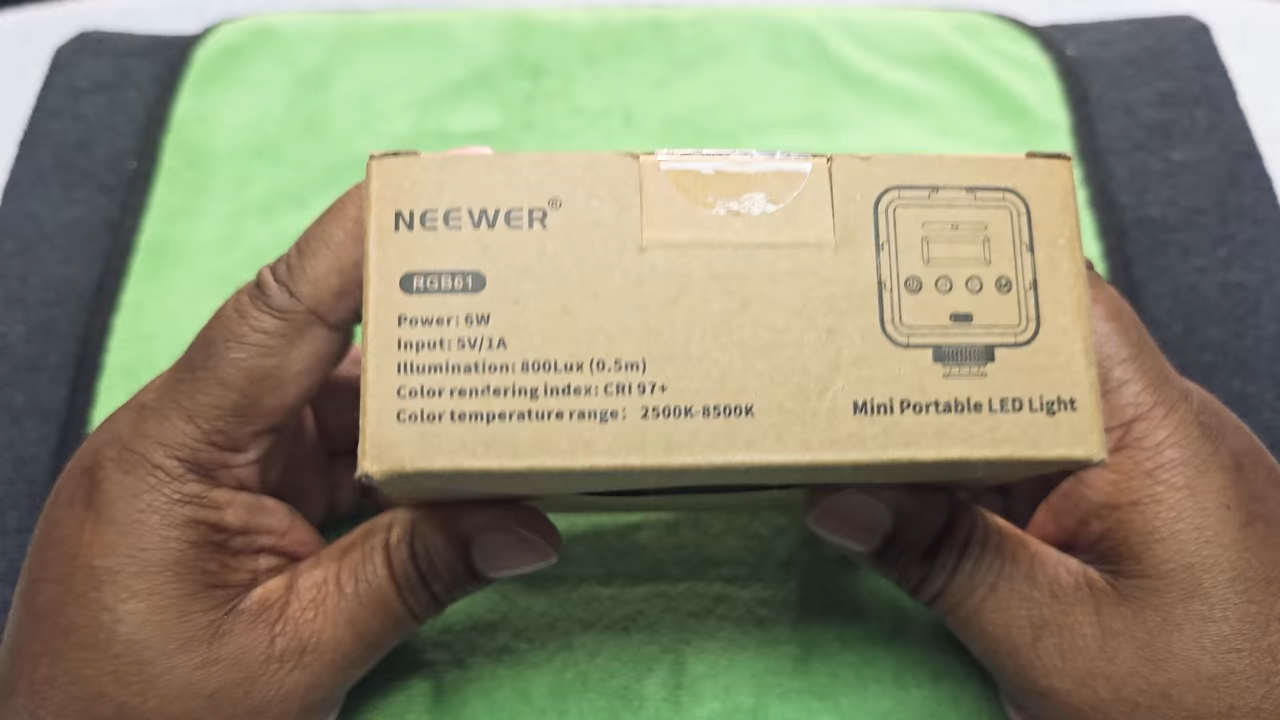 NEEWER®
RGB61
Power: 6W
Input: 5V/1A
Illumination: 800Lux (0.5m)
Color rendering index: CRI 97+
Color temperature range: 2500K-8500K
Mini Portable LED Light